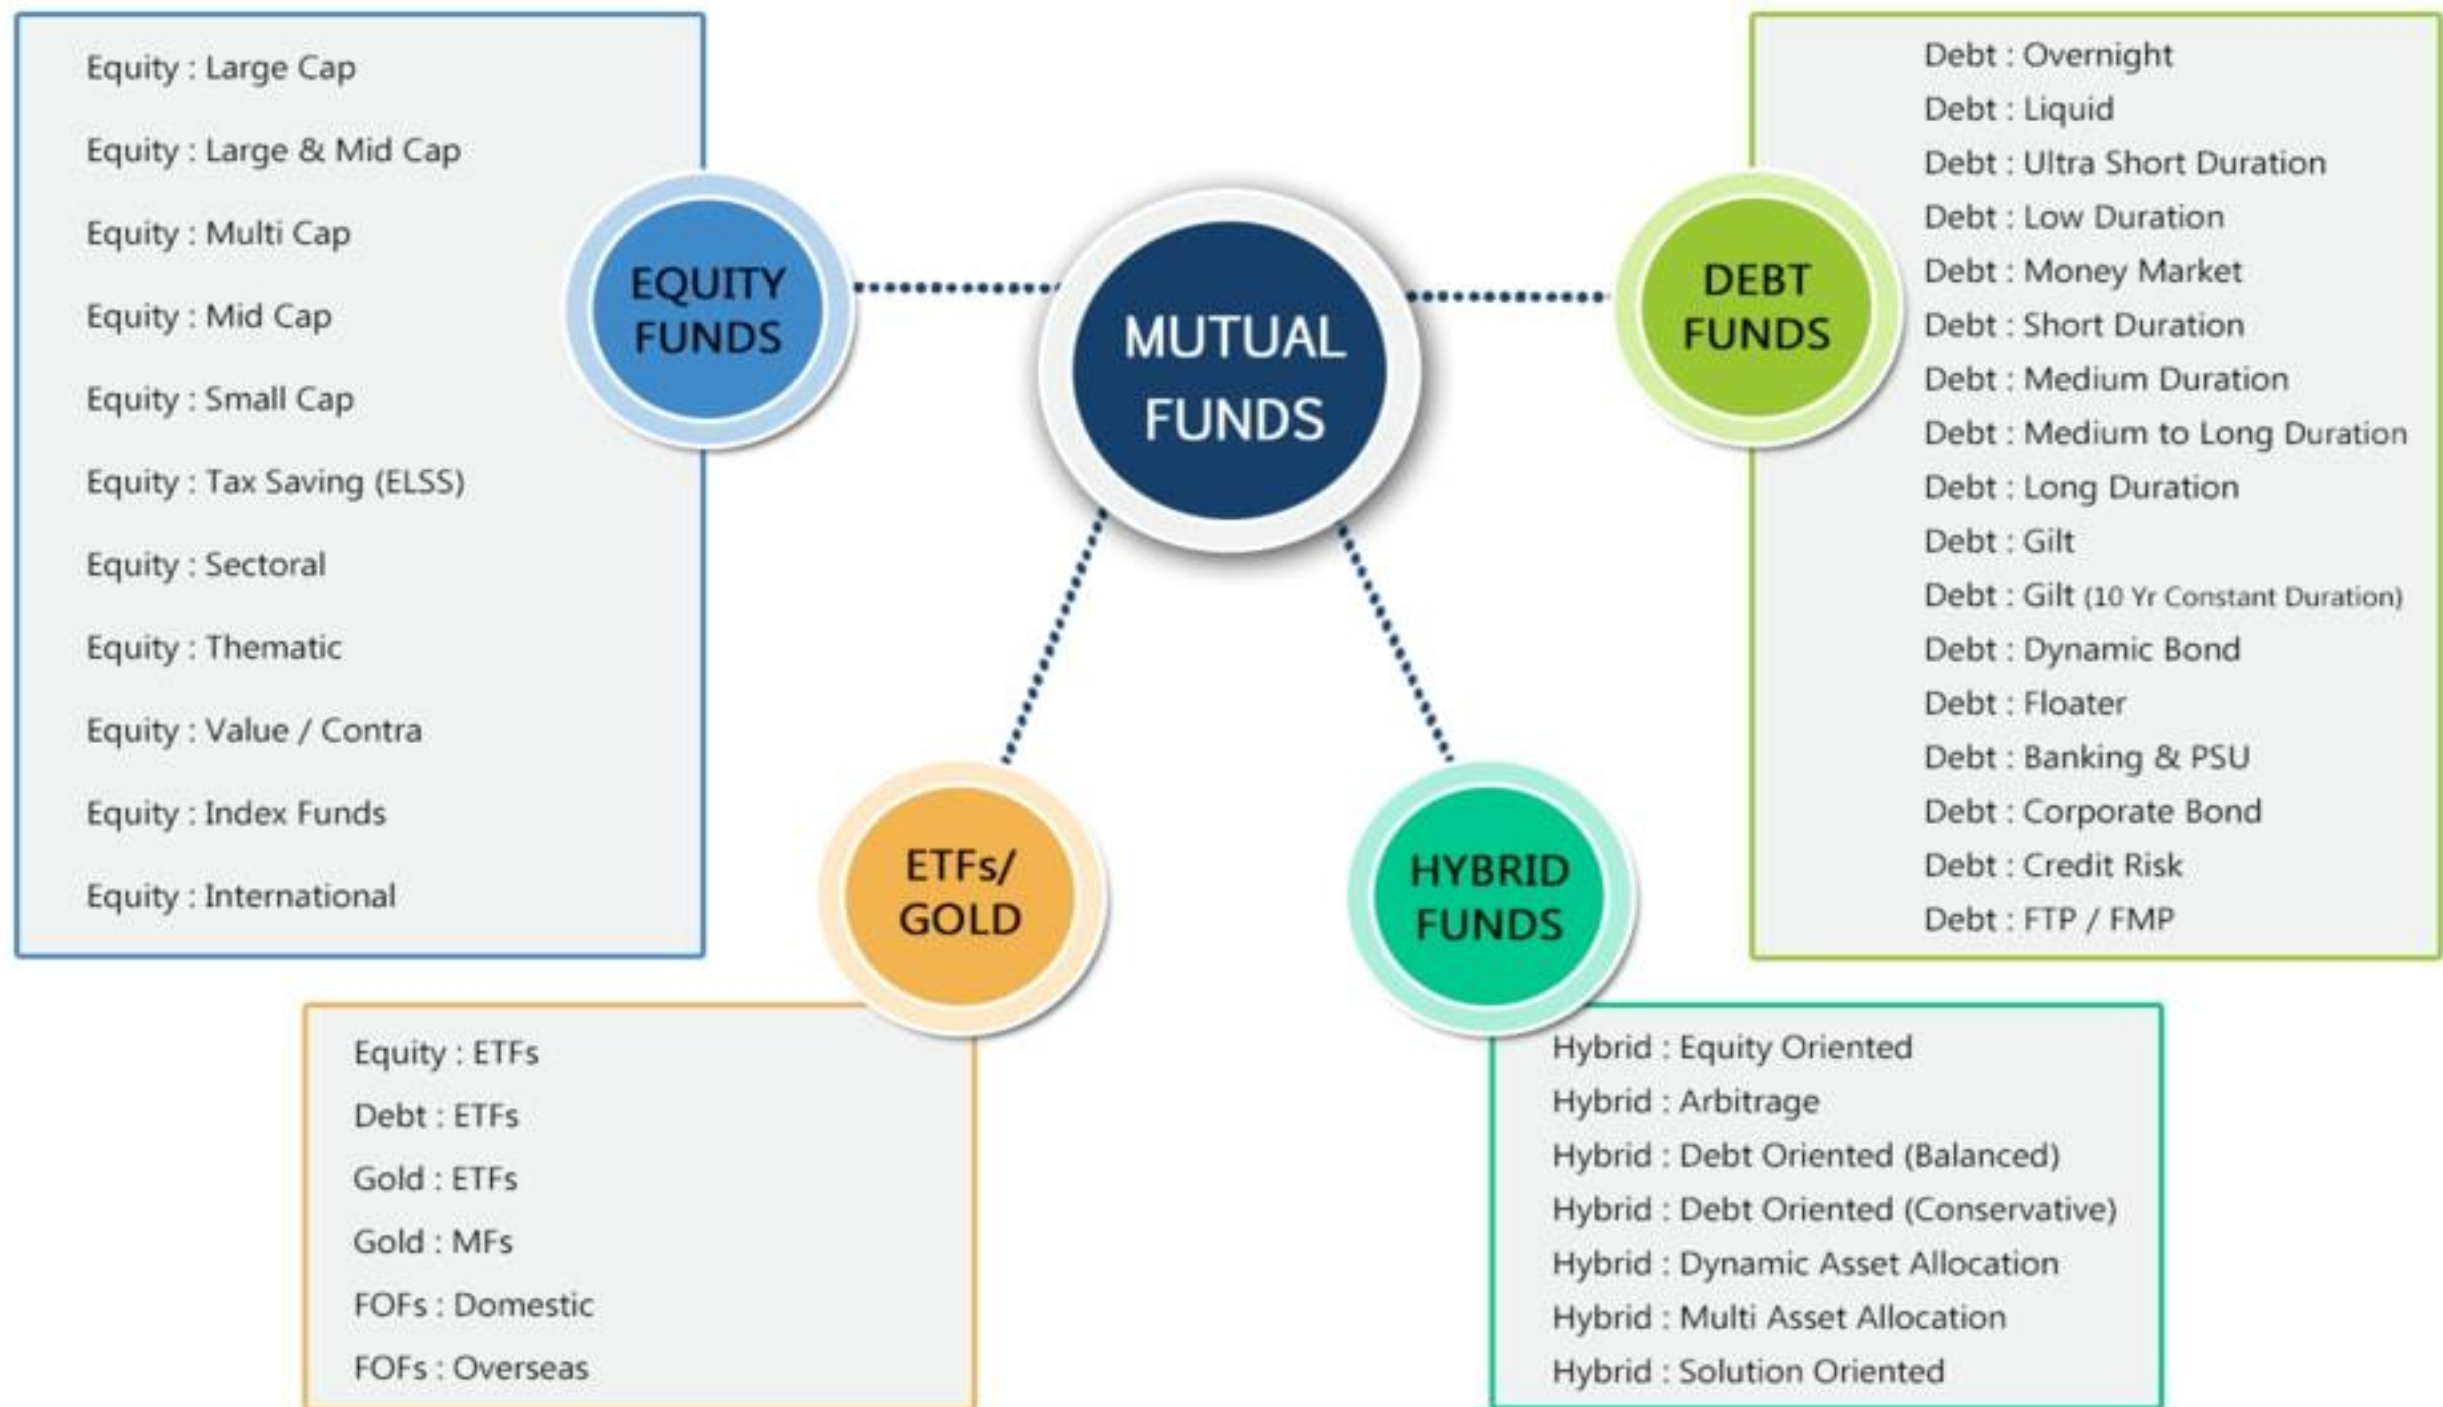 Equity : Large Cap
Equity : Large & Mid Cap
Equity : Multi Cap
Equity : Mid Cap
Equity : Small Cap
Equity : Tax Saving (ELSS)
Equity : Sectoral
Equity : Thematic
Equity : Value / Contra
Equity : Index Funds
Equity : International
EQUITY
FUNDS
MUTUAL
FUNDS
DEBT
FUNDS
Debt : Overnight
Debt : Liquid
Debt : Ultra Short Duration
Debt : Low Duration
Debt : Money Market
Debt : Short Duration
Debt : Medium Duration
Debt : Medium to Long Duration
Debt : Long Duration
Debt : Gilt
Debt : Gilt (10 Yr Constant Duration)
Debt : Dynamic Bond
Debt : Floater
Debt : Banking & PSU
Debt : Corporate Bond
Debt : Credit Risk
Debt : FTP / FMP
ETFs/
GOLD
Equity : ETFs
Debt : ETFs
Gold : ETFs
Gold : MFs
FOFs : Domestic
FOFs : Overseas
HYBRID
FUNDS
Hybrid : Equity Oriented
Hybrid : Arbitrage
Hybrid : Debt Oriented (Balanced)
Hybrid : Debt Oriented (Conservative)
Hybrid : Dynamic Asset Allocation
Hybrid : Multi Asset Allocation
Hybrid : Solution Oriented